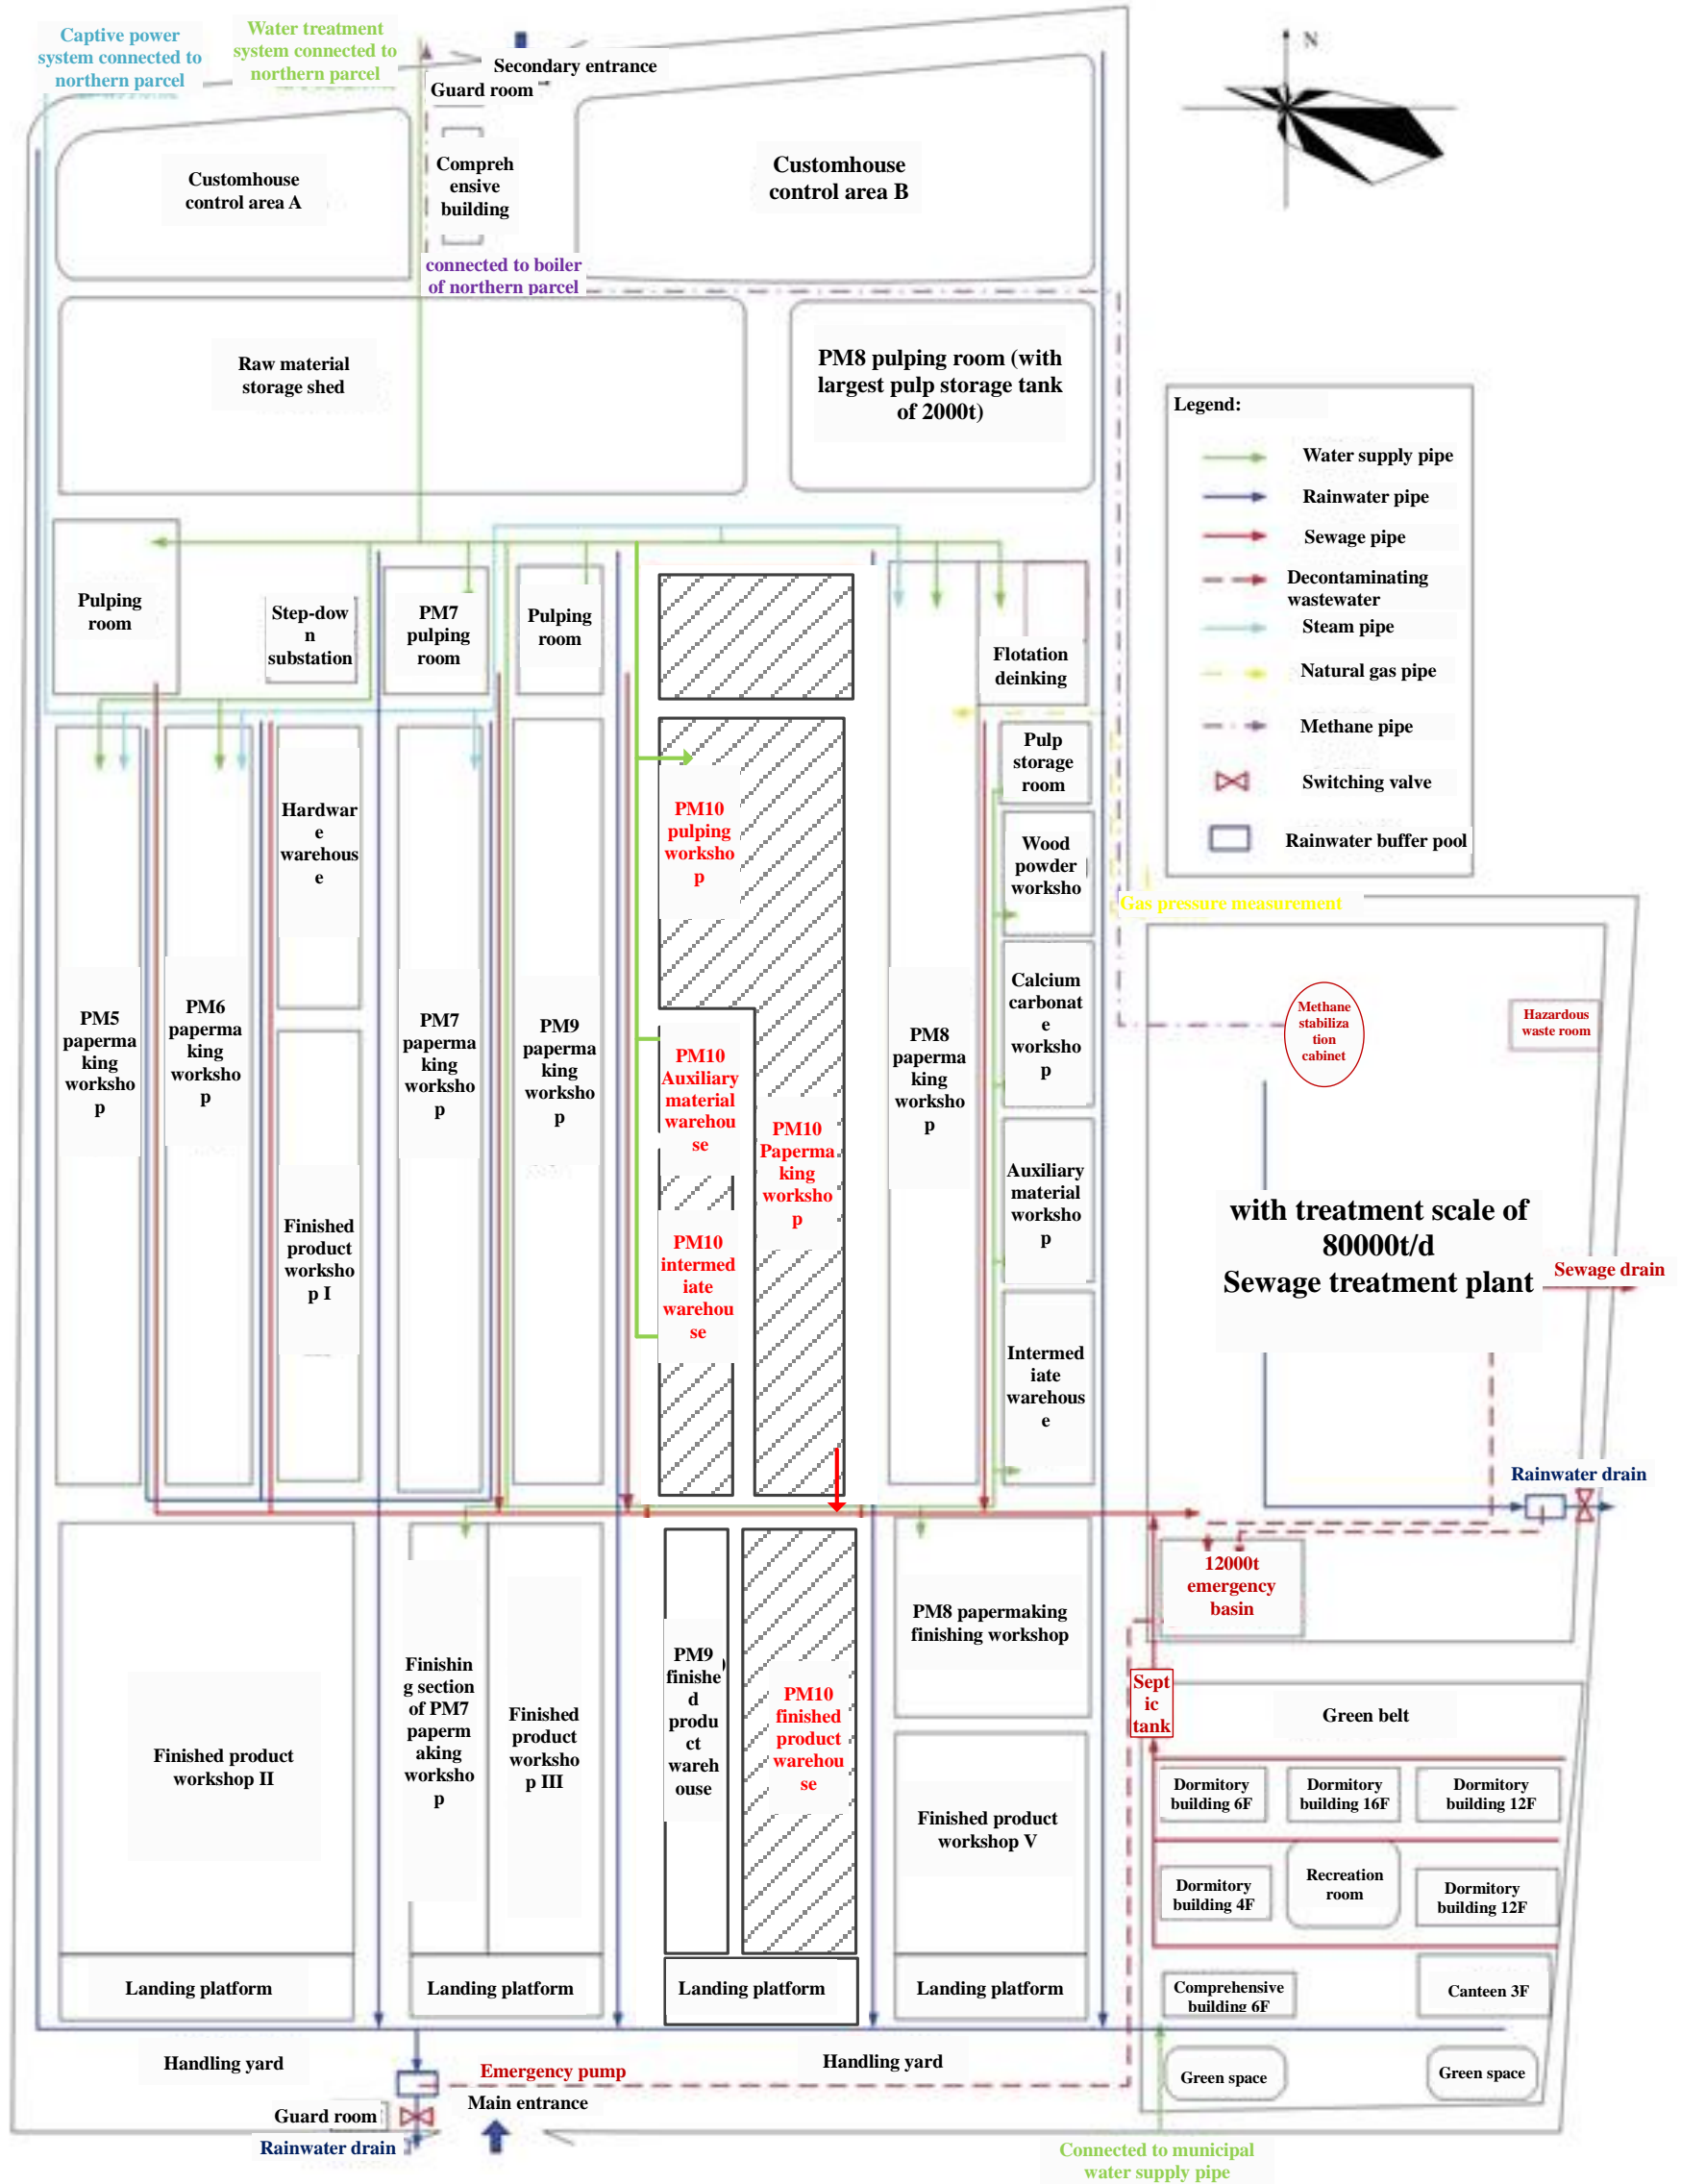 Captive power
system connected to
northern parcel
Water treatment
system connected to
northern parcel
Secondary entrance
Guard room
N
Customhouse
control area A
Compreh
ensive
building
Customhouse
control area B
connected to boiler
of northern parcel
Raw material
storage shed
PM8 pulping room (with
largest pulp storage tank
of 2000t)
Legend:
Water supply pipe
Rainwater pipe
Sewage pipe
Decontaminating
wastewater
Steam pipe
Natural gas pipe
Methane pipe
Switching valve
Rainwater buffer pool
Pulping
room
Step-dow
n
substation
PM7
pulping
room
Pulping
room
Flotation
deinking
Pulp
storage
room
Hardwar
e
warehous
e
PM10
pulping
worksho
p
Wood
powder
worksho
Gas pressure measurement
PM5
paperma
king
worksho
p
PM6
paperma
king
worksho
p
PM7
paperma
king
worksho
p
PM9
paperma
king
worksho
p
PM10
Auxiliary
material
warehou
se
PM10
Paperma
king
worksho
p
PM8
paperma
king
worksho
p
Calcium
carbonat
e
worksho
p
Methane
stabiliza
tion
cabinet
Hazardous
waste room
Finished
product
worksho
p I
PM10
intermed
iate
warehou
se
Auxiliary
material
worksho
p
with treatment scale of
80000t/d
Sewage treatment plant
Sewage drain
Intermed
iate
warehous
e
Rainwater drain
12000t
emergency
basin
Finished product
workshop II
Finishin
g section
of PM7
paperm
aking
worksho
p
Finished
product
worksho
p III
PM9
finishe
d
produ
ct
wareh
ouse
)
PM10
finished
product
warehou
se
PM8 papermaking
finishing workshop
Finished product
workshop V
Sept
ic
tank
Green belt
Dormitory
building 6F
Dormitory
building 16F
Dormitory
building 12F
Dormitory
building 4F
Recreation
room
Dormitory
building 12F
Landing platform
Landing platform
Landing platform
Landing platform
Comprehensive
building 6F
Canteen 3F
Handling yard
Handling yard
Emergency pump
Green space
Green space
Main entrance
Guard room
Rainwater drain
Connected to municipal
water supply pipe